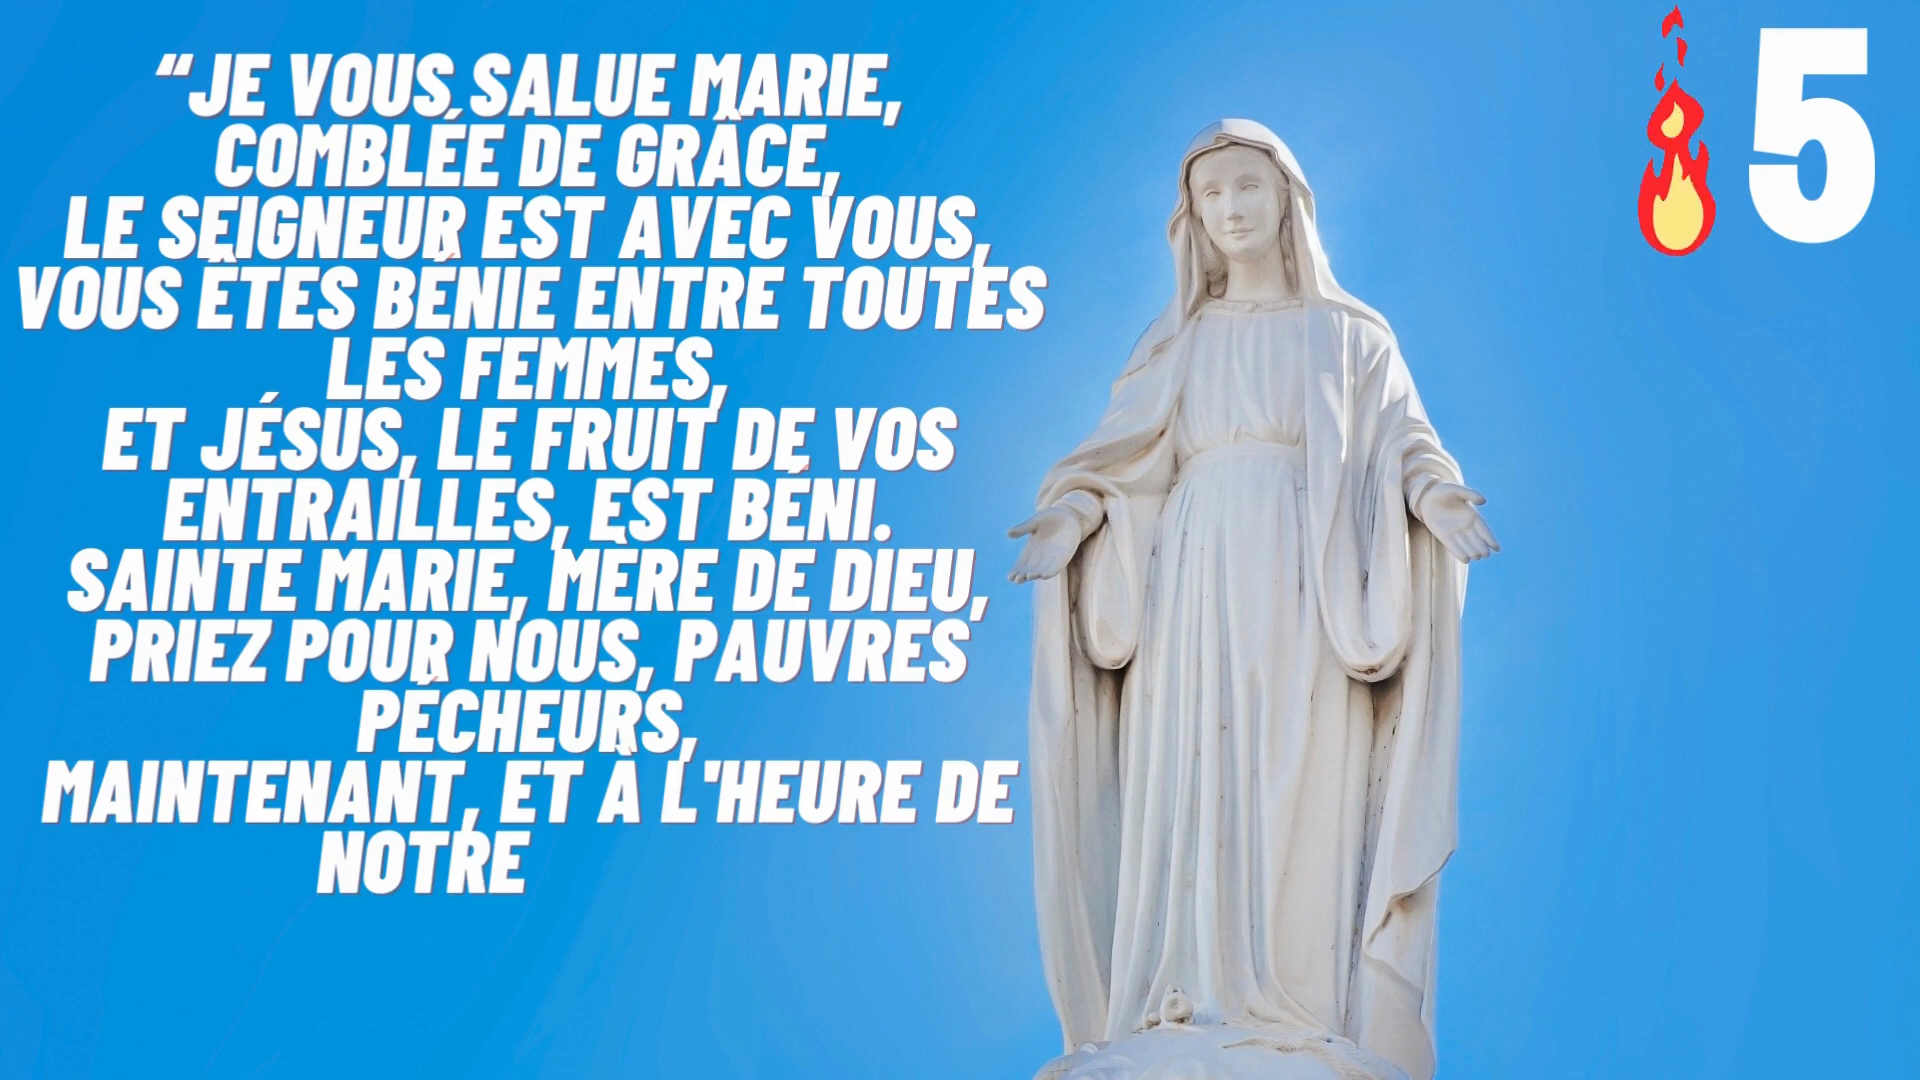 “JE VOUS SALUE MARIE,
COMBLÉE DE GRÂCE,
LE SEIGNEUR EST AVEC VOUS,
VOUS ÊTES BÉNIE ENTRE TOUTES
LES FEMMES,
ET JÉSUS, LE FRUIT DE VOS
ENTRAILLES, EST BÉNI.
SAINTE MARIE, MÈRE DE DIEU,
PRIEZ POUR NOUS, PAUVRES
PÉCHEURS,
MAINTENANT, ET À L'HEURE DE
NOTRE
5